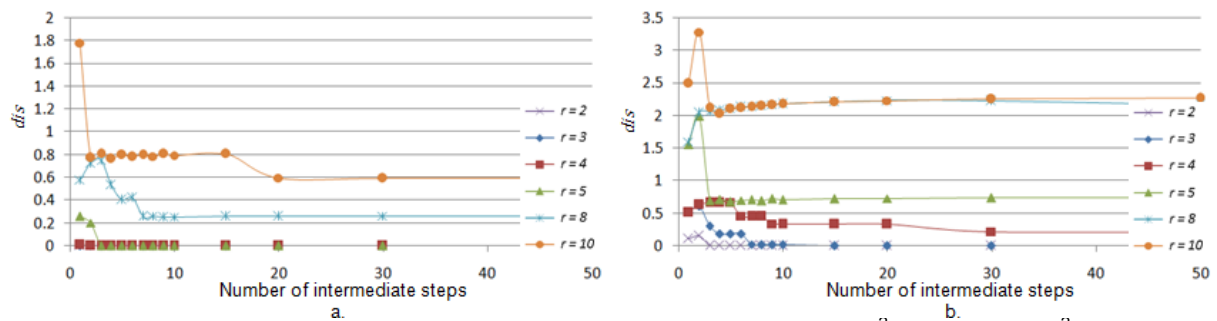 2
1.8
1.6
1.4
1.2
1
0.8
0.6
0.4
0.2
0
dis
0 10 20 30 40 50
Number of intermediate steps
a.
r = 2
r = 3
r = 4
r = 5
r = 8
r = 10
3.5
3
2.5
2
1.5
1
0.5
0
dis
0 10 20 30 40 50
Number of intermediate steps
b.
r = 2
r = 3
r = 4
r = 5
r = 8
r = 10